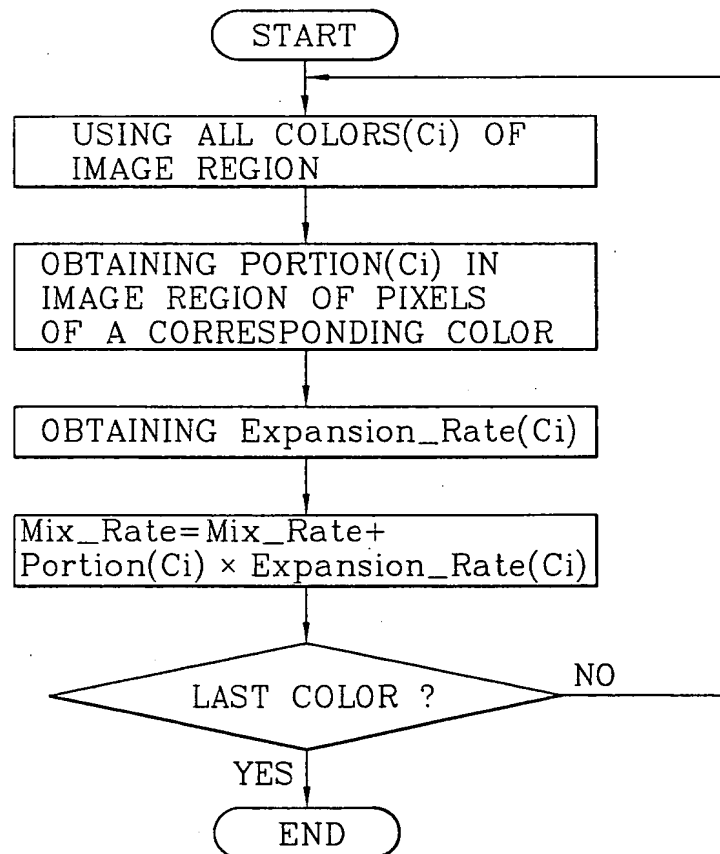 START
USING ALL COLORS(Ci) OF
IMAGE REGION
OBTAINING PORTION(Ci) IN
IMAGE REGION OF PIXELS
OF A CORRESPONDING COLOR
OBTAINING Expansion_Rate(Ci)
Mix_Rate=Mix_Rate+
Portion(Ci) × Expansion_Rate(Ci)
LAST COLOR ?
NO
YES
END